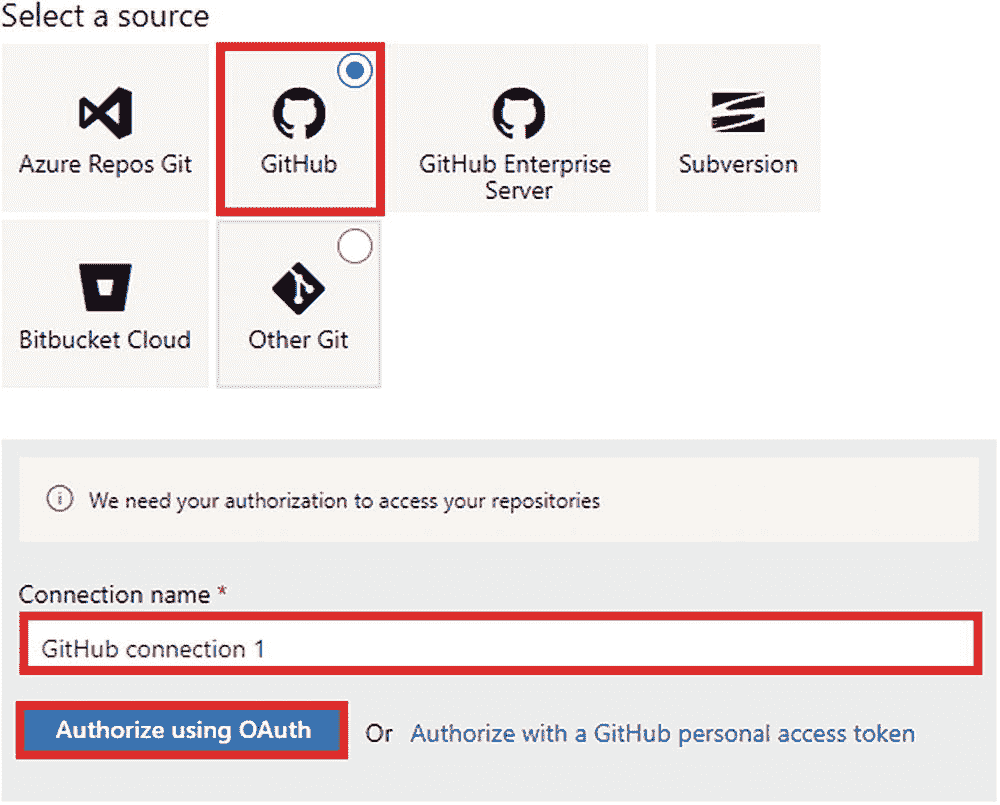 Select a source
Azure Repos Git
GitHub
GitHub Enterprise
Server
Subversion
Bitbucket Cloud
Other Git
We need your authorization to access your repositories
Connection name *
GitHub connection 1
Authorize using OAuth Or Authorize with a GitHub personal access token